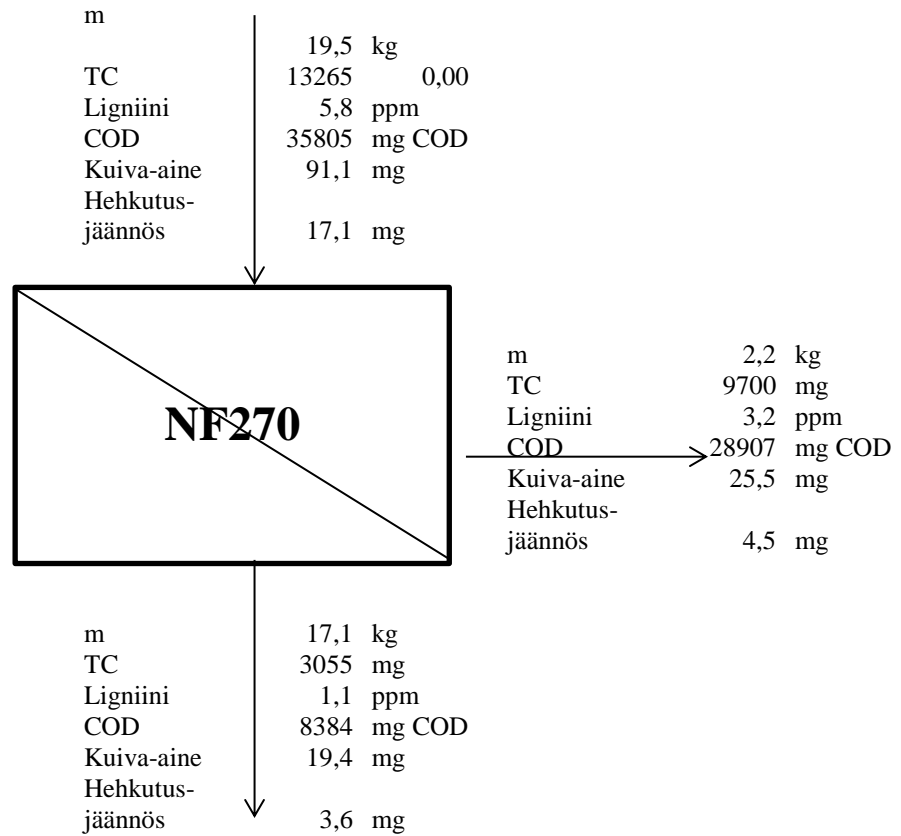 m
19,5 kg
TC 13265 0,00
Ligniini 5,8 ppm
COD 35805 mg COD
Kuiva-aine 91,1 mg
Hehkutus-
jäännös 17,1 mg
NF270
m 2,2 kg
TC 9700 mg
Ligniini 3,2 ppm
COD 28907 mg COD
Kuiva-aine 25,5 mg
Hehkutus-
jäännös 4,5 mg
m 17,1 kg
TC 3055 mg
Ligniini 1,1 ppm
COD 8384 mg COD
Kuiva-aine 19,4 mg
Hehkutus-
jäännös 3,6 mg